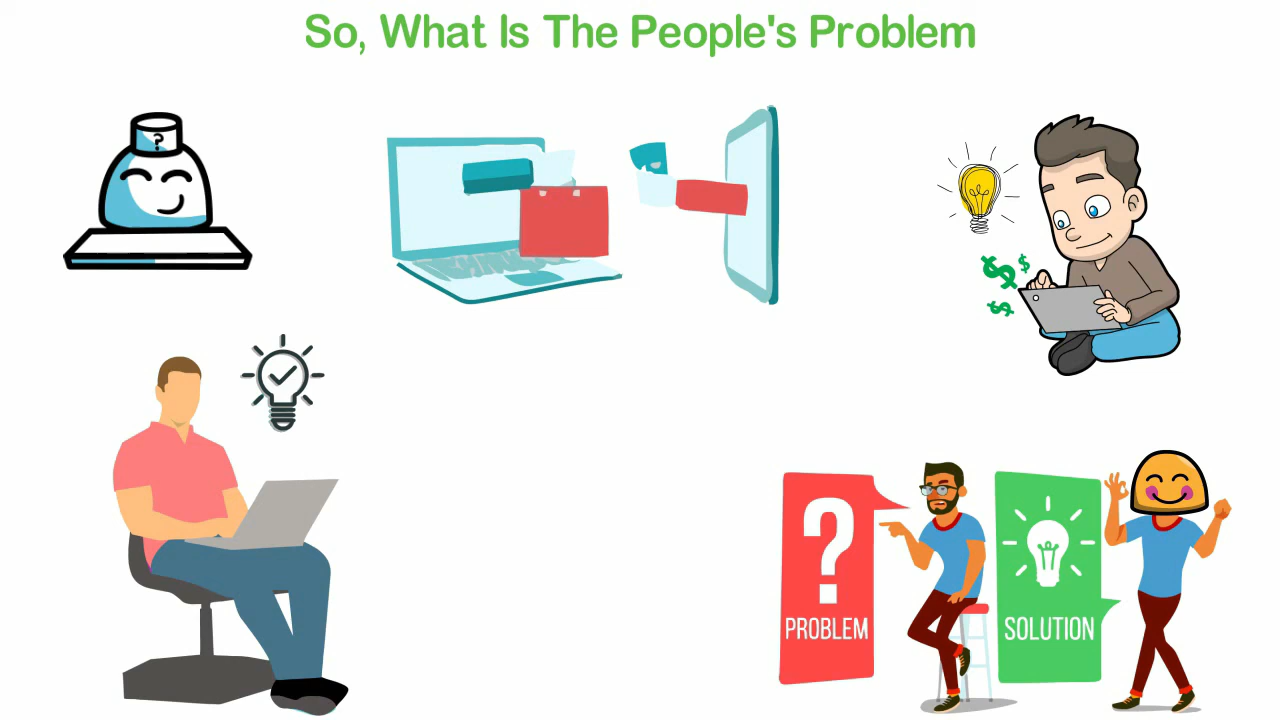 So, What Is The People's Problem
?
$ $
$
?
PROBLEM
SOLUTION